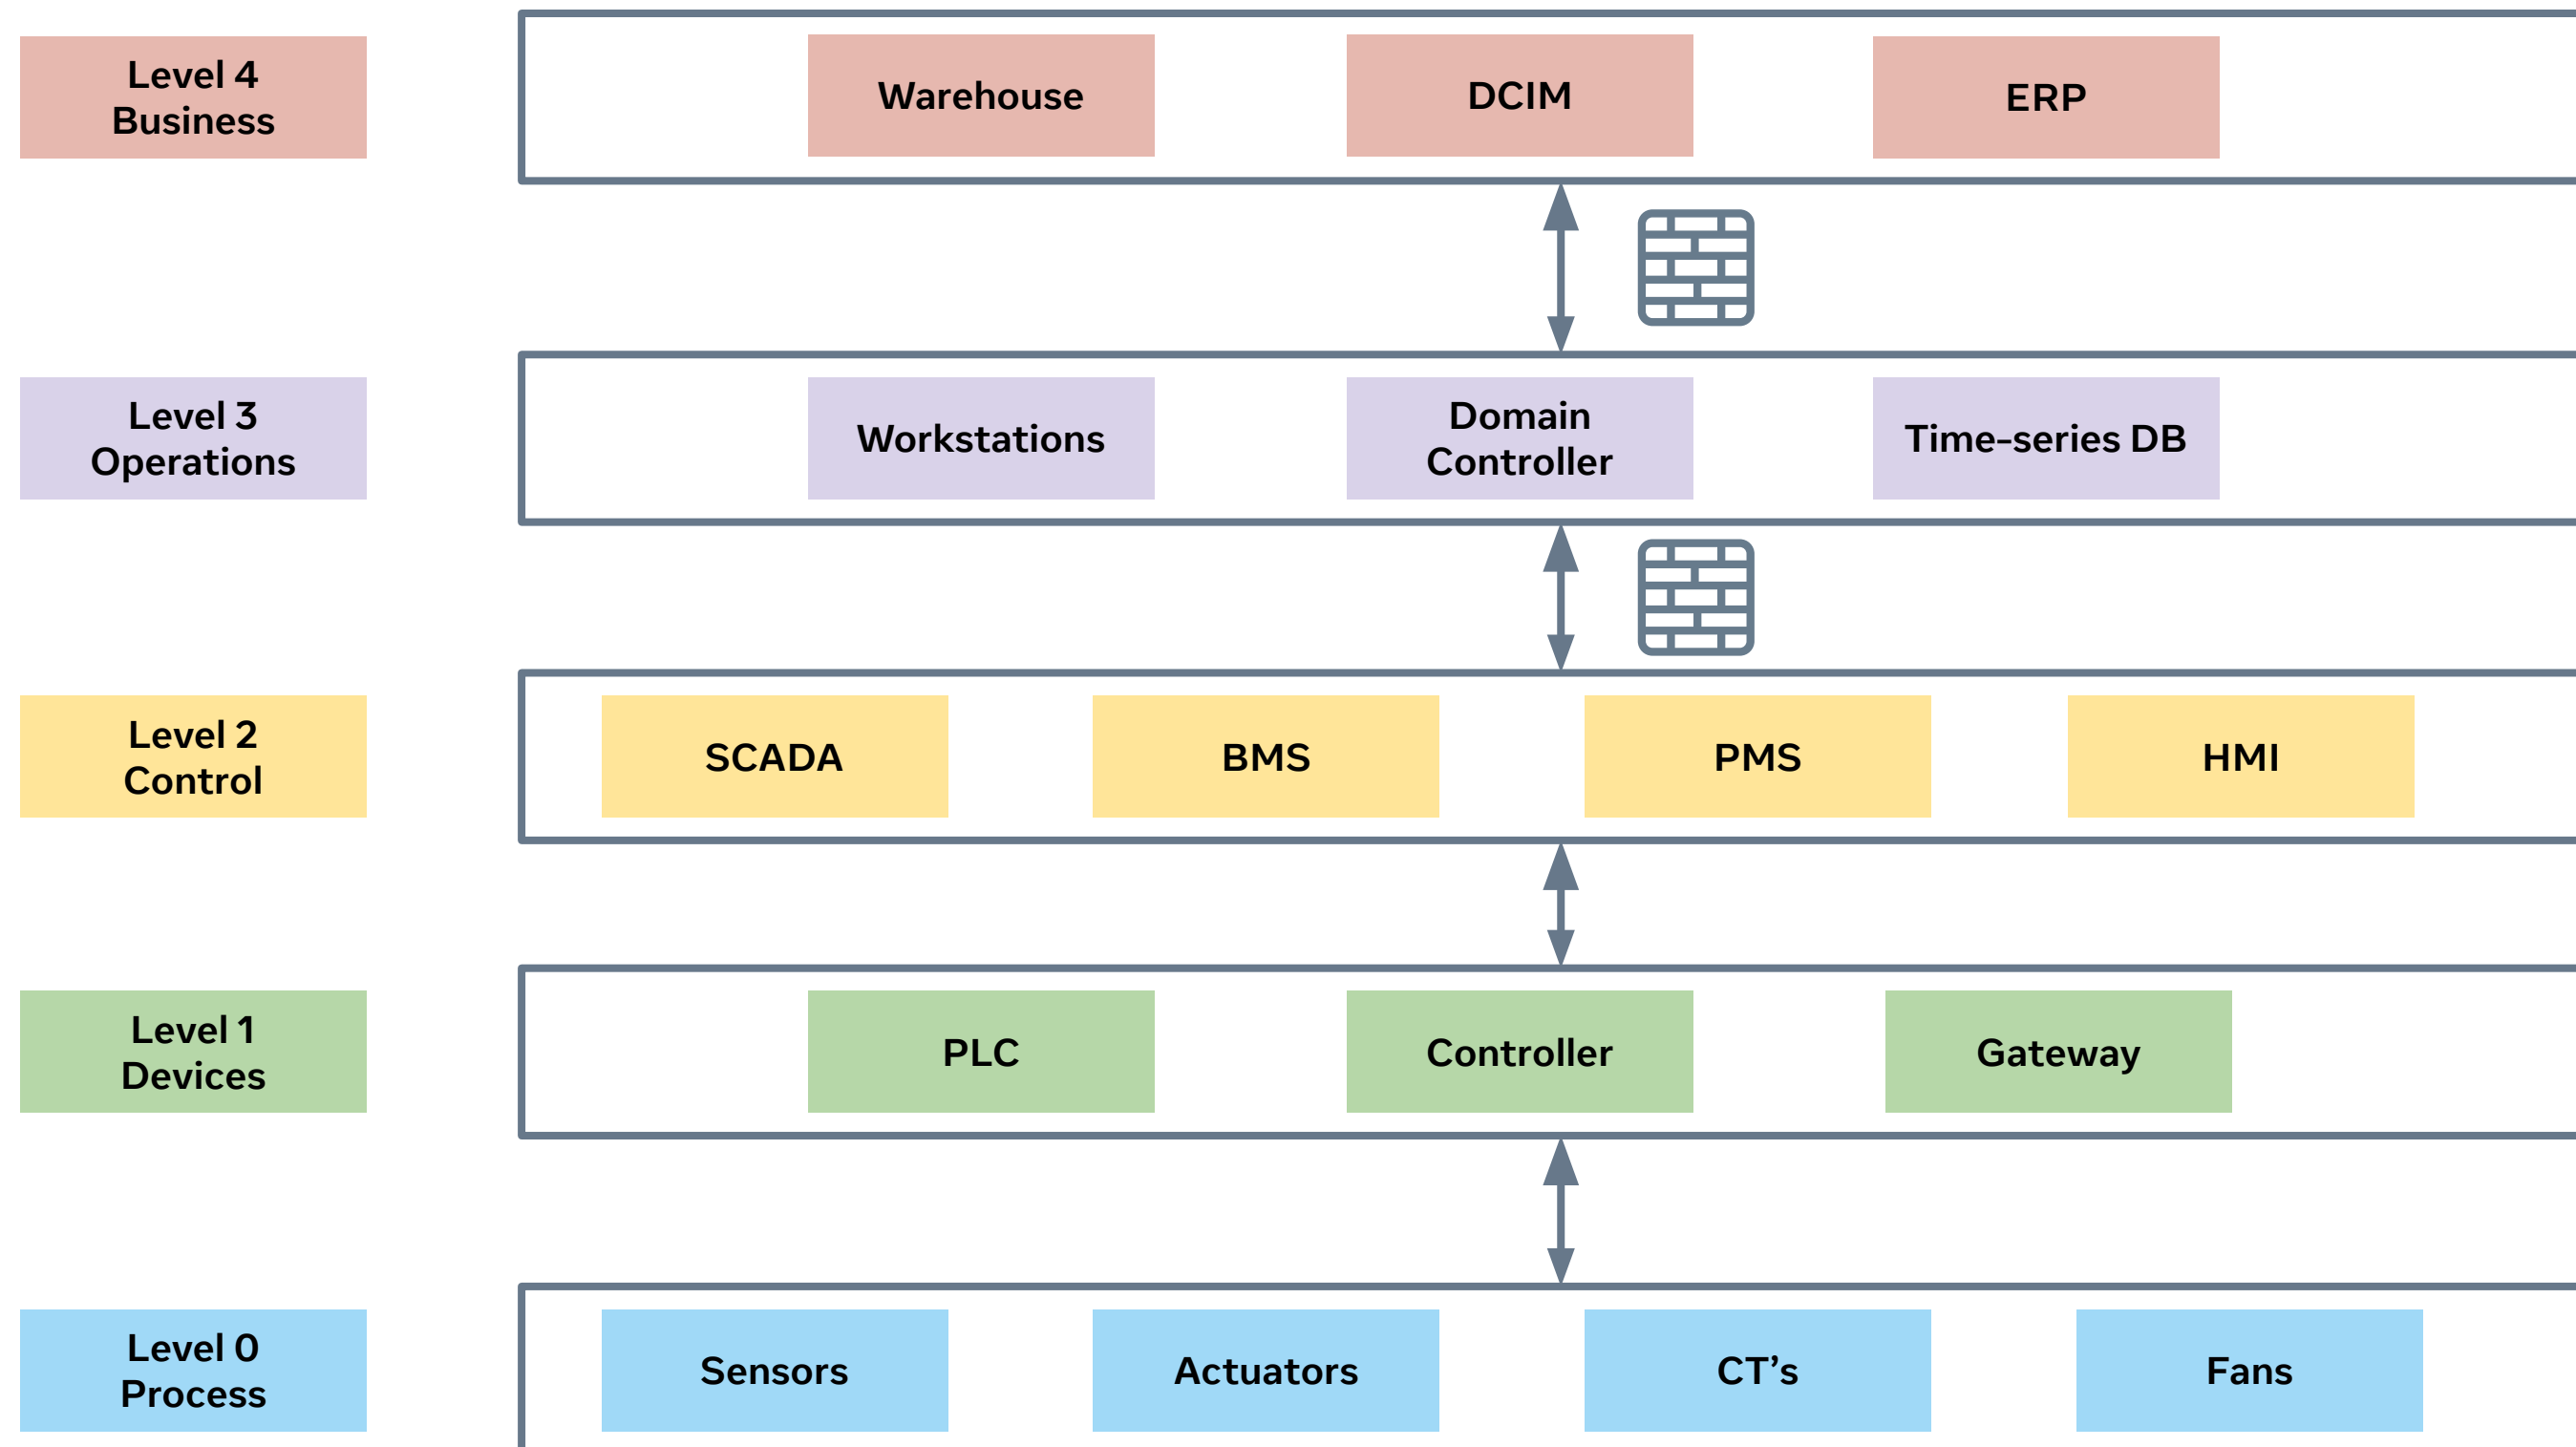 Level 4
Business
Warehouse
DCIM
ERP
Level 3
Operations
Workstations
Domain
Controller
Time-series DB
Level 2
Control
SCADA
BMS
PMS
HMI
Level 1
Devices
PLC
Controller
Gateway
Level 0
Process
Sensors
Actuators
CT’s
Fans